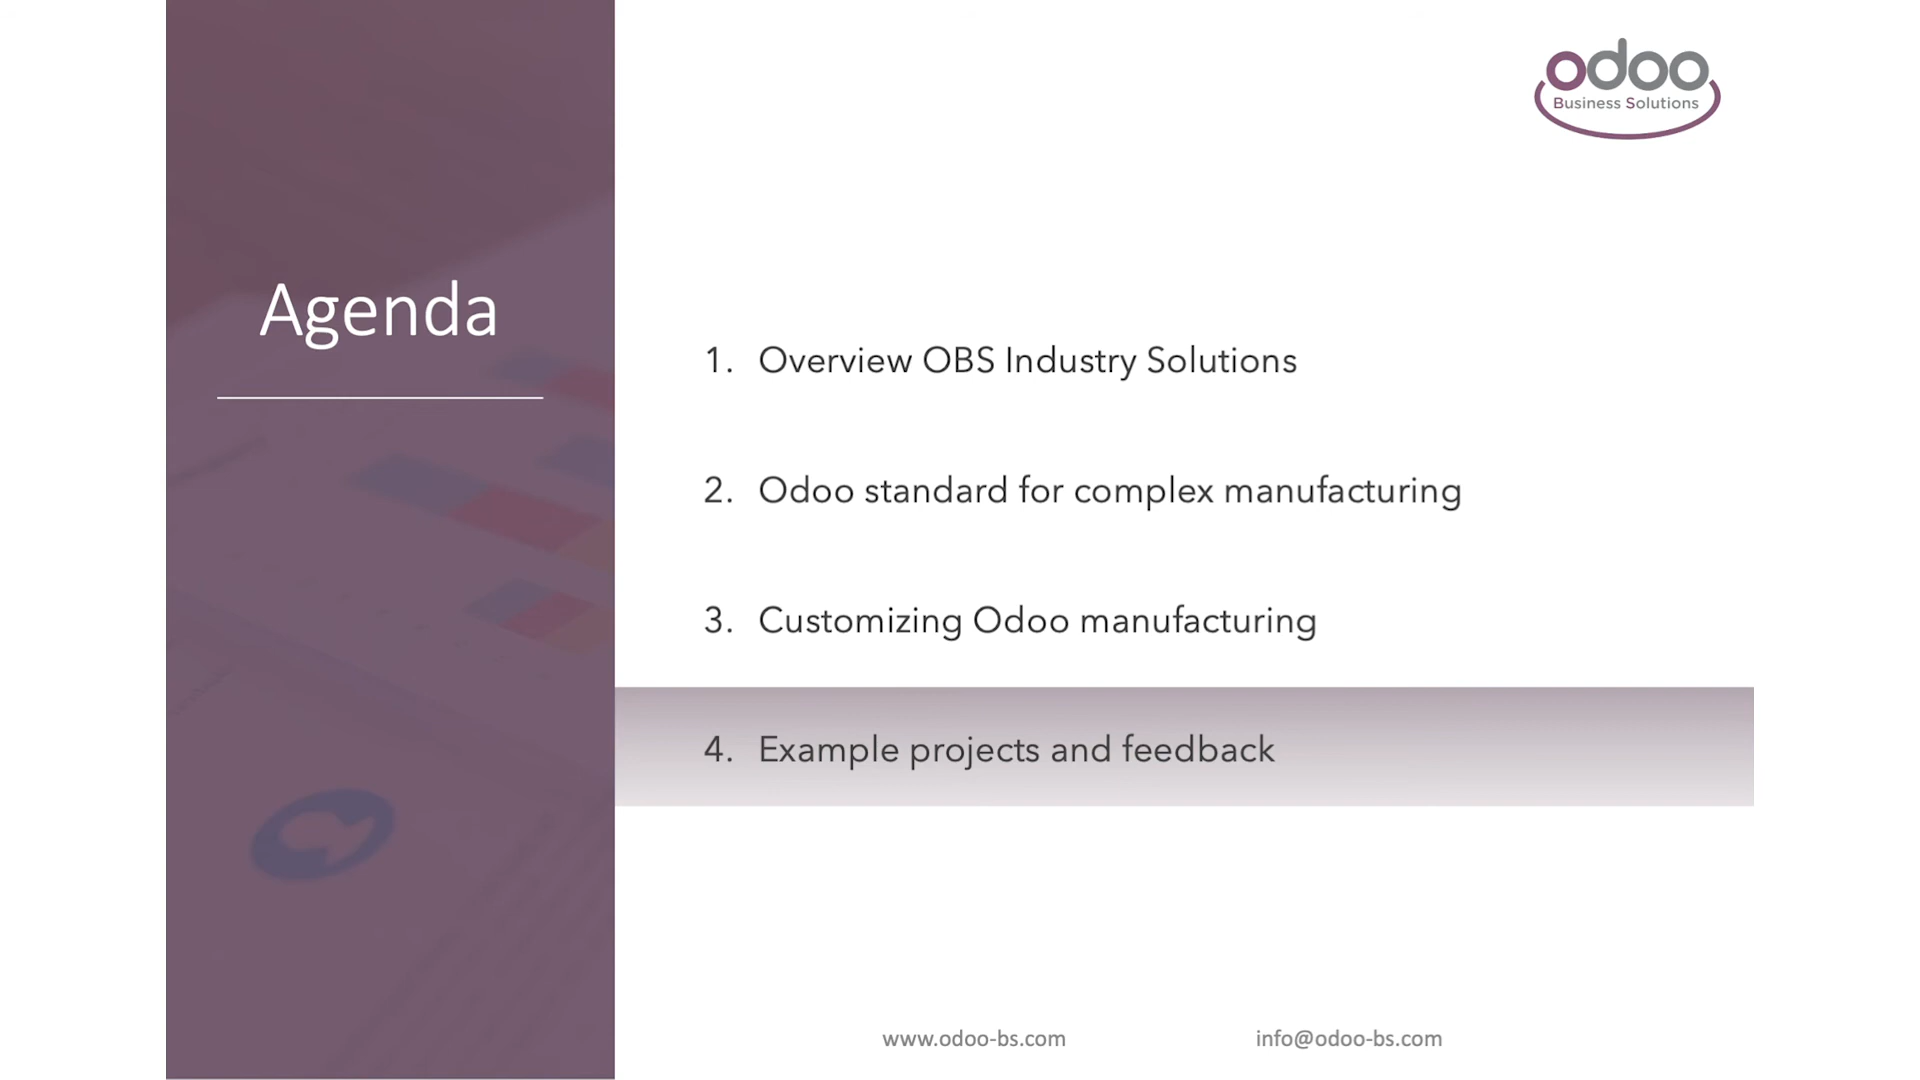 odoo
Business Solutions
Agenda
1. Overview OBS Industry Solutions
2. Odoo standard for complex manufacturing
3. Customizing Odoo manufacturing
4. Example projects and feedback
www.odoo-bs.com
info@odoo-bs.com